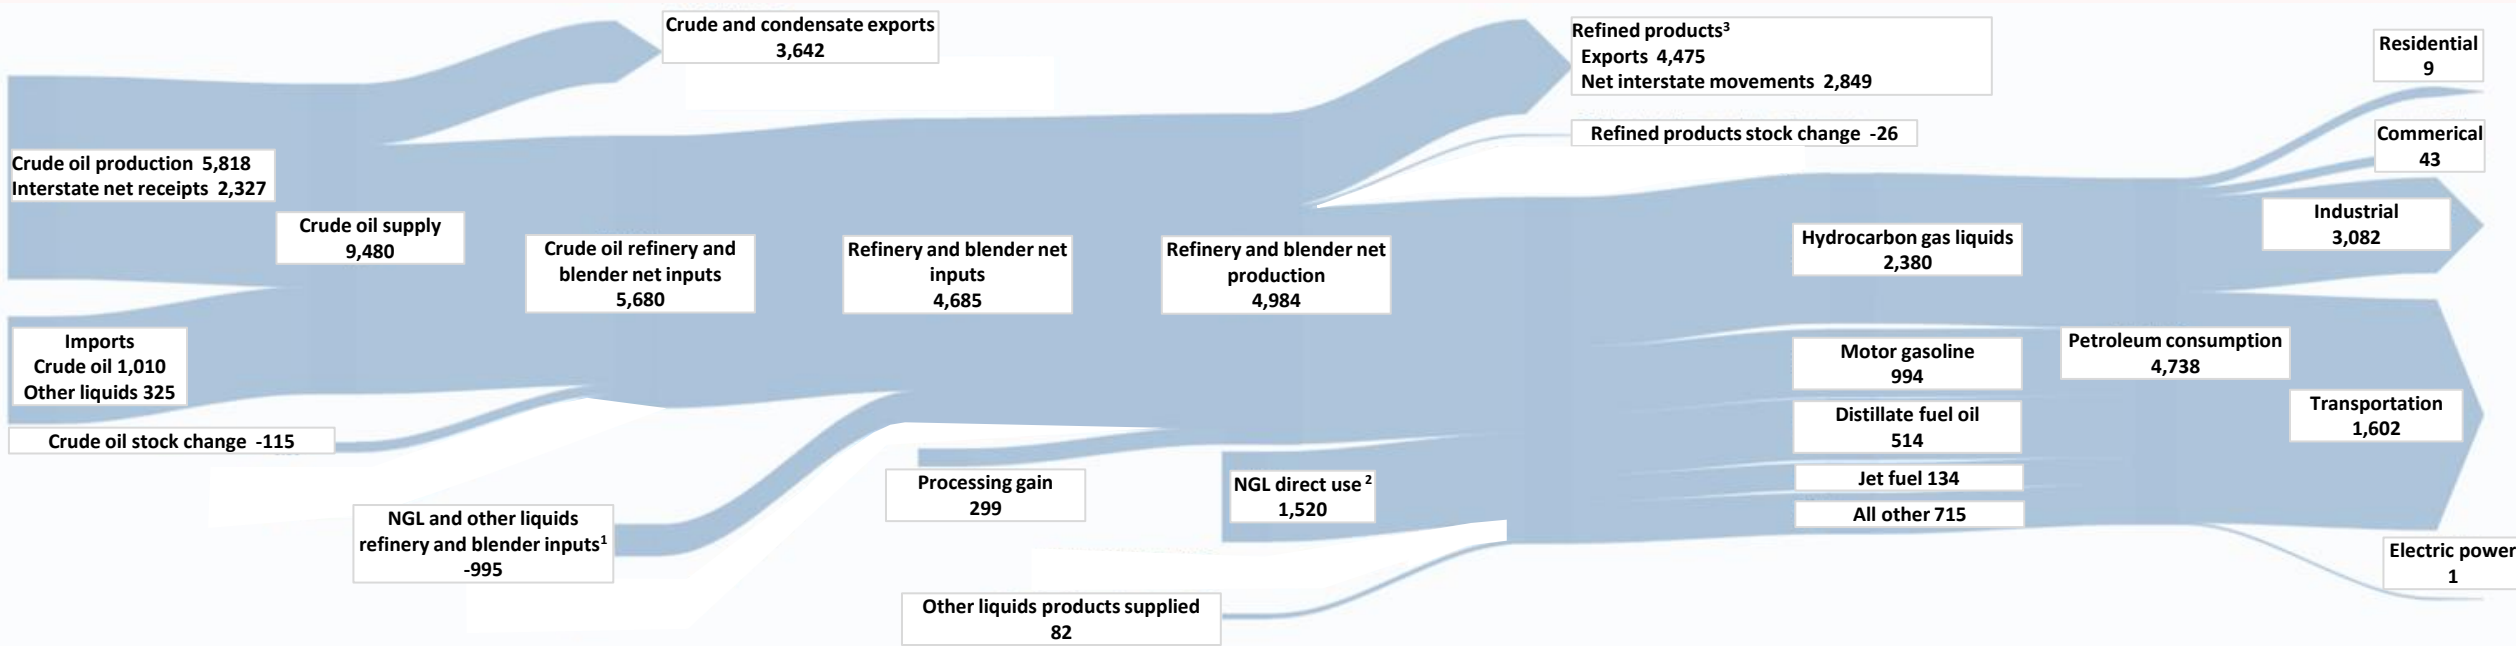 Crude and condensate exports
3,642
Refined products³
Exports 4,475
Net interstate movements 2,849
Residential
9
Refined products stock change -26
Commerical
43
Crude oil production 5,818
Interstate net receipts 2,327
Crude oil supply
9,480
Crude oil refinery and
blender net inputs
5,680
Refinery and blender net
inputs
4,685
Refinery and blender net
production
4,984
Hydrocarbon gas liquids
2,380
Industrial
3,082
Imports
Crude oil 1,010
Other liquids 325
Motor gasoline
994
Petroleum consumption
4,738
Distillate fuel oil
514
Transportation
1,602
Crude oil stock change -115
Processing gain
299
NGL direct use ²
1,520
Jet fuel 134
All other 715
NGL and other liquids
refinery and blender inputs¹
-995
Electric power
1
Other liquids products supplied
82